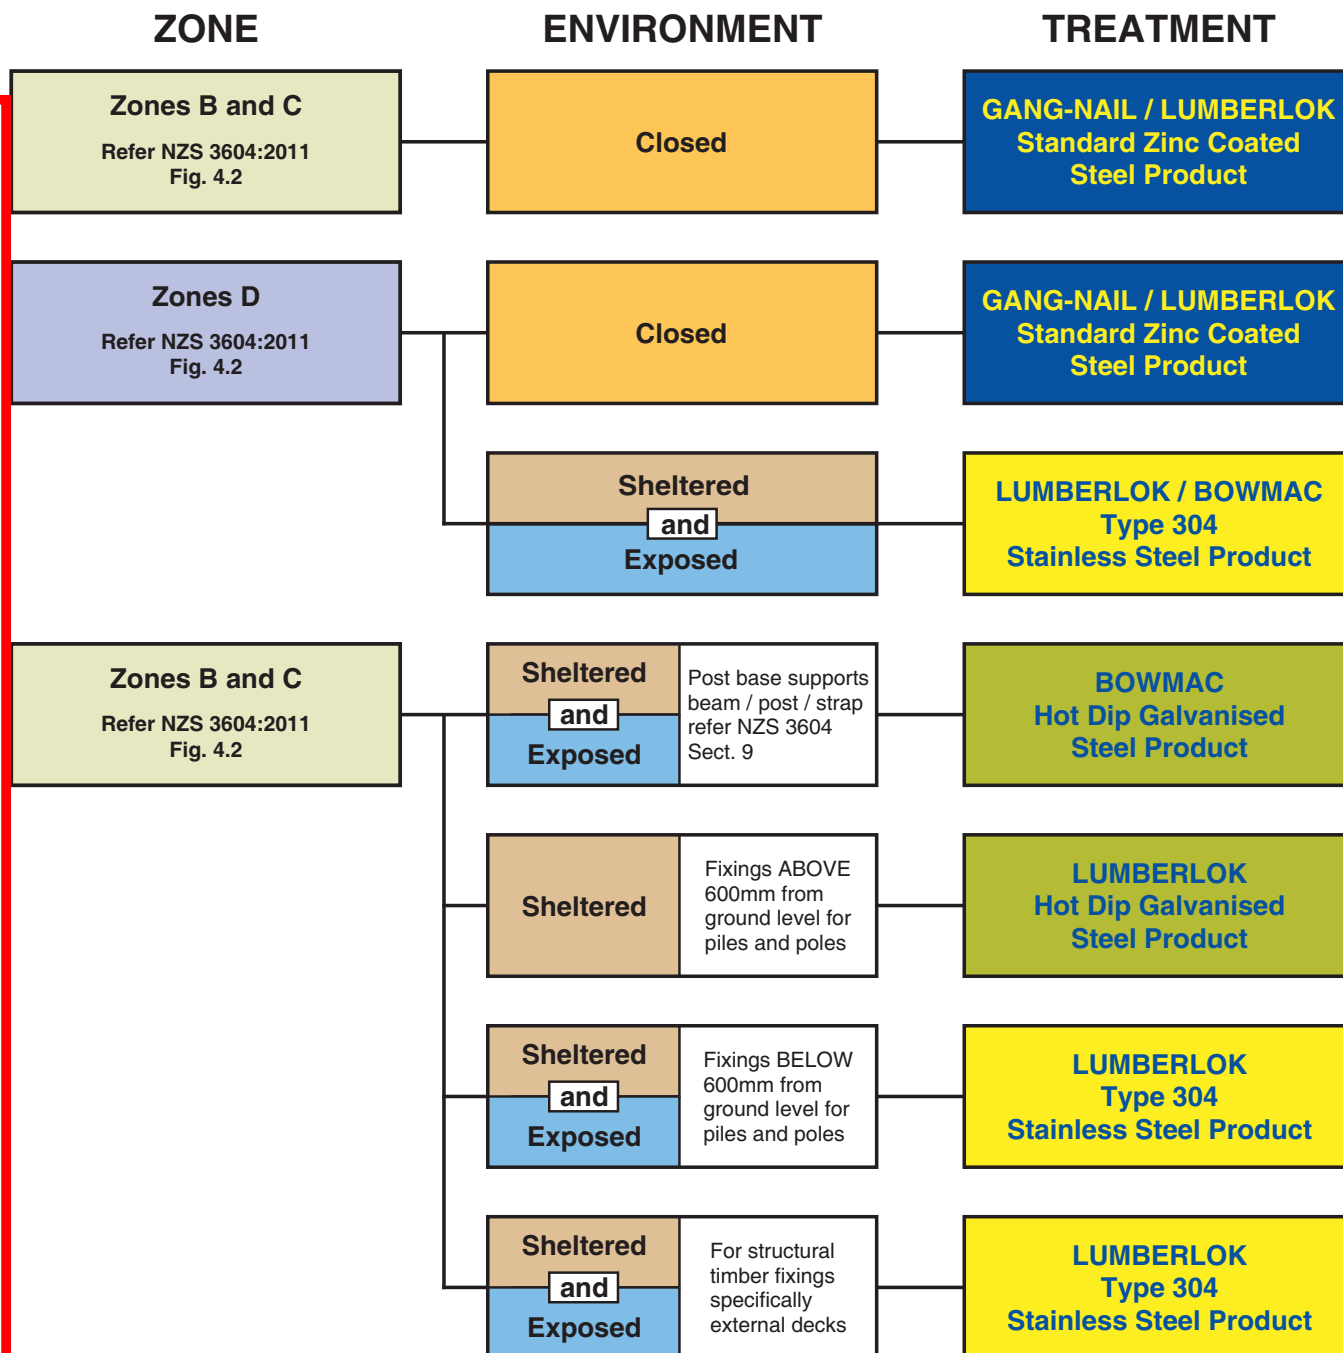 ZONE
ENVIRONMENT
TREATMENT
Zones B and C
Refer NZS 3604:2011
Fig. 4.2
Closed
GANG-NAIL / LUMBERLOK
Standard Zinc Coated
Steel Product
Zones D
Refer NZS 3604:2011
Fig. 4.2
Closed
GANG-NAIL / LUMBERLOK
Standard Zinc Coated
Steel Product
Sheltered
and
Exposed
LUMBERLOK / BOWMAC
Type 304
Stainless Steel Product
Zones B and C
Refer NZS 3604:2011
Fig. 4.2
Sheltered
and
Exposed
Post base supports
beam / post / strap
refer NZS 3604
Sect. 9
BOWMAC
Hot Dip Galvanised
Steel Product
Sheltered
Fixings ABOVE
600mm from
ground level for
piles and poles
LUMBERLOK
Hot Dip Galvanised
Steel Product
Sheltered
and
Exposed
Fixings BELOW
600mm from
ground level for
piles and poles
LUMBERLOK
Type 304
Stainless Steel Product
Sheltered
and
Exposed
For structural
timber fixings
specifically
external decks
LUMBERLOK
Type 304
Stainless Steel Product